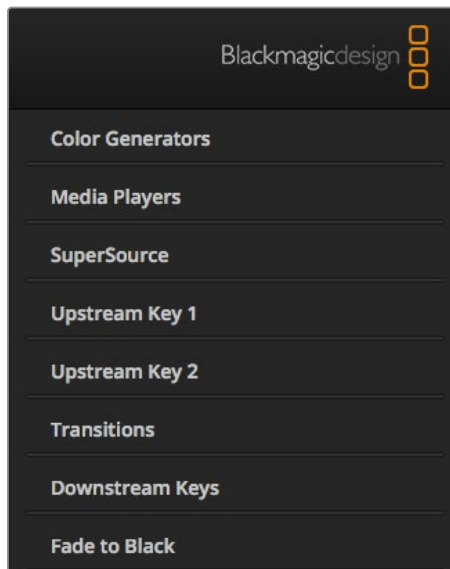 Blackmagicdesign
Color Generators
Media Players
SuperSource
Upstream Key 1
Upstream Key 2
Transitions
Downstream Keys
Fade to Black